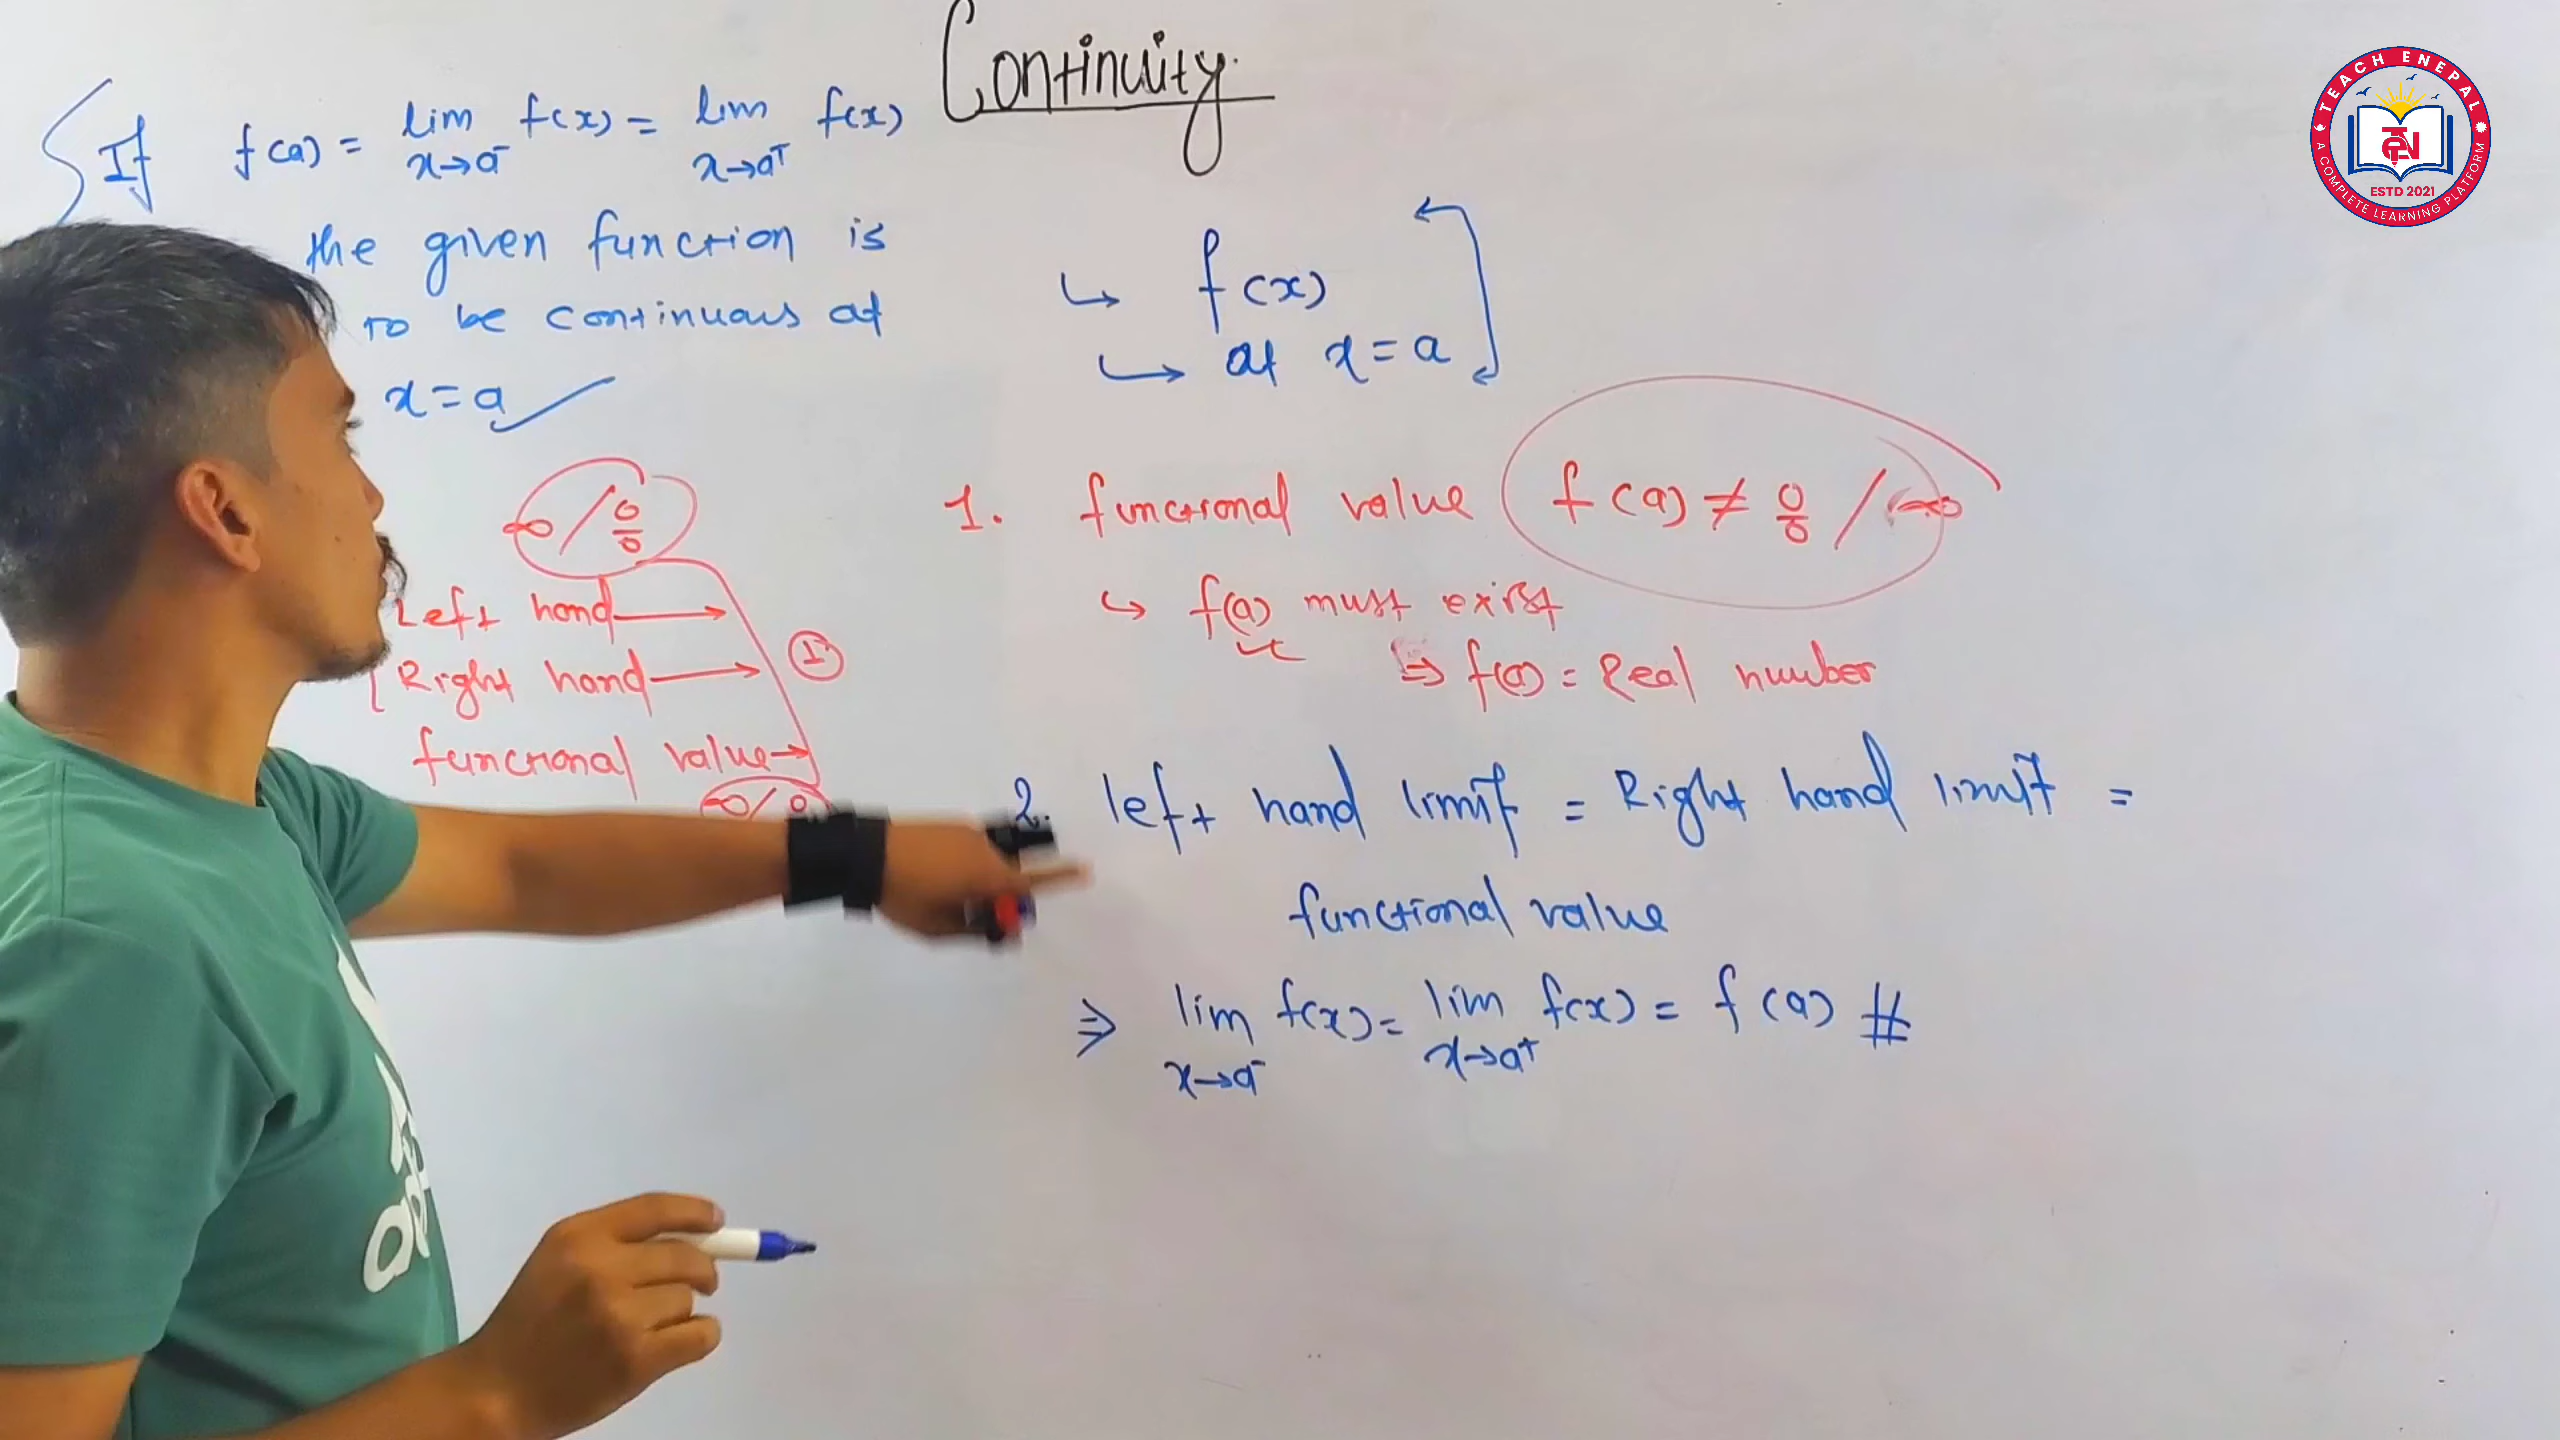 Continuity
If f(a) = lim x→a⁻ f(x) = lim x→a⁺ f(x)
the given function is
to be continuous at
x = a
∞ / 0/0
Left hand →
Right hand →
functional value →
I
∞ / 0
↳ f(x)
↳ at x = a
1. functional value f(a) ≠ 0/0 / ∞
↳ f(a) must exist
⇒ f(a) = Real number
2. left hand limit = Right hand limit =
functional value
⇒ lim x→a⁻ f(x) = lim x→a⁺ f(x) = f(a) #
TEACH ENEPAL
TEN
ESTD 2021
A COMPLETE LEARNING PLATFORM